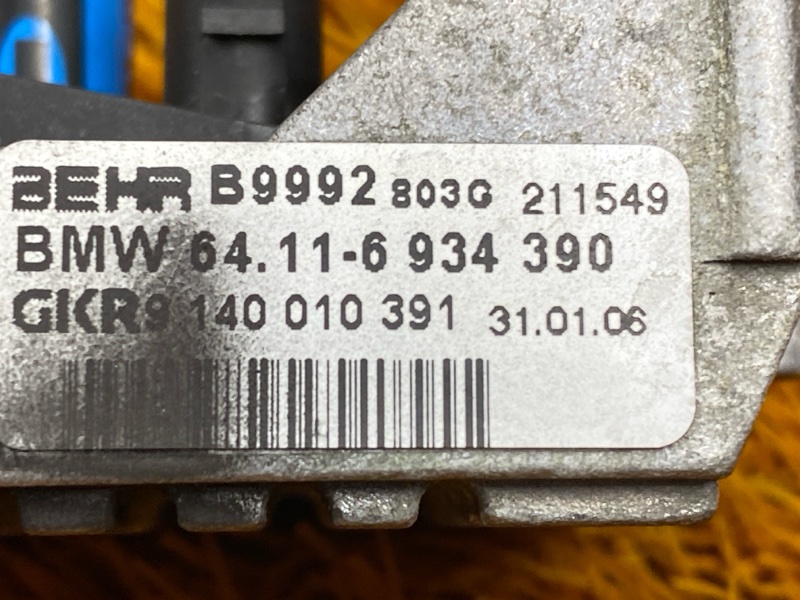 BEHR B9992 803G 211549
BMW 64.11-6 934 390
GKR9 140 010 391 31.01.06